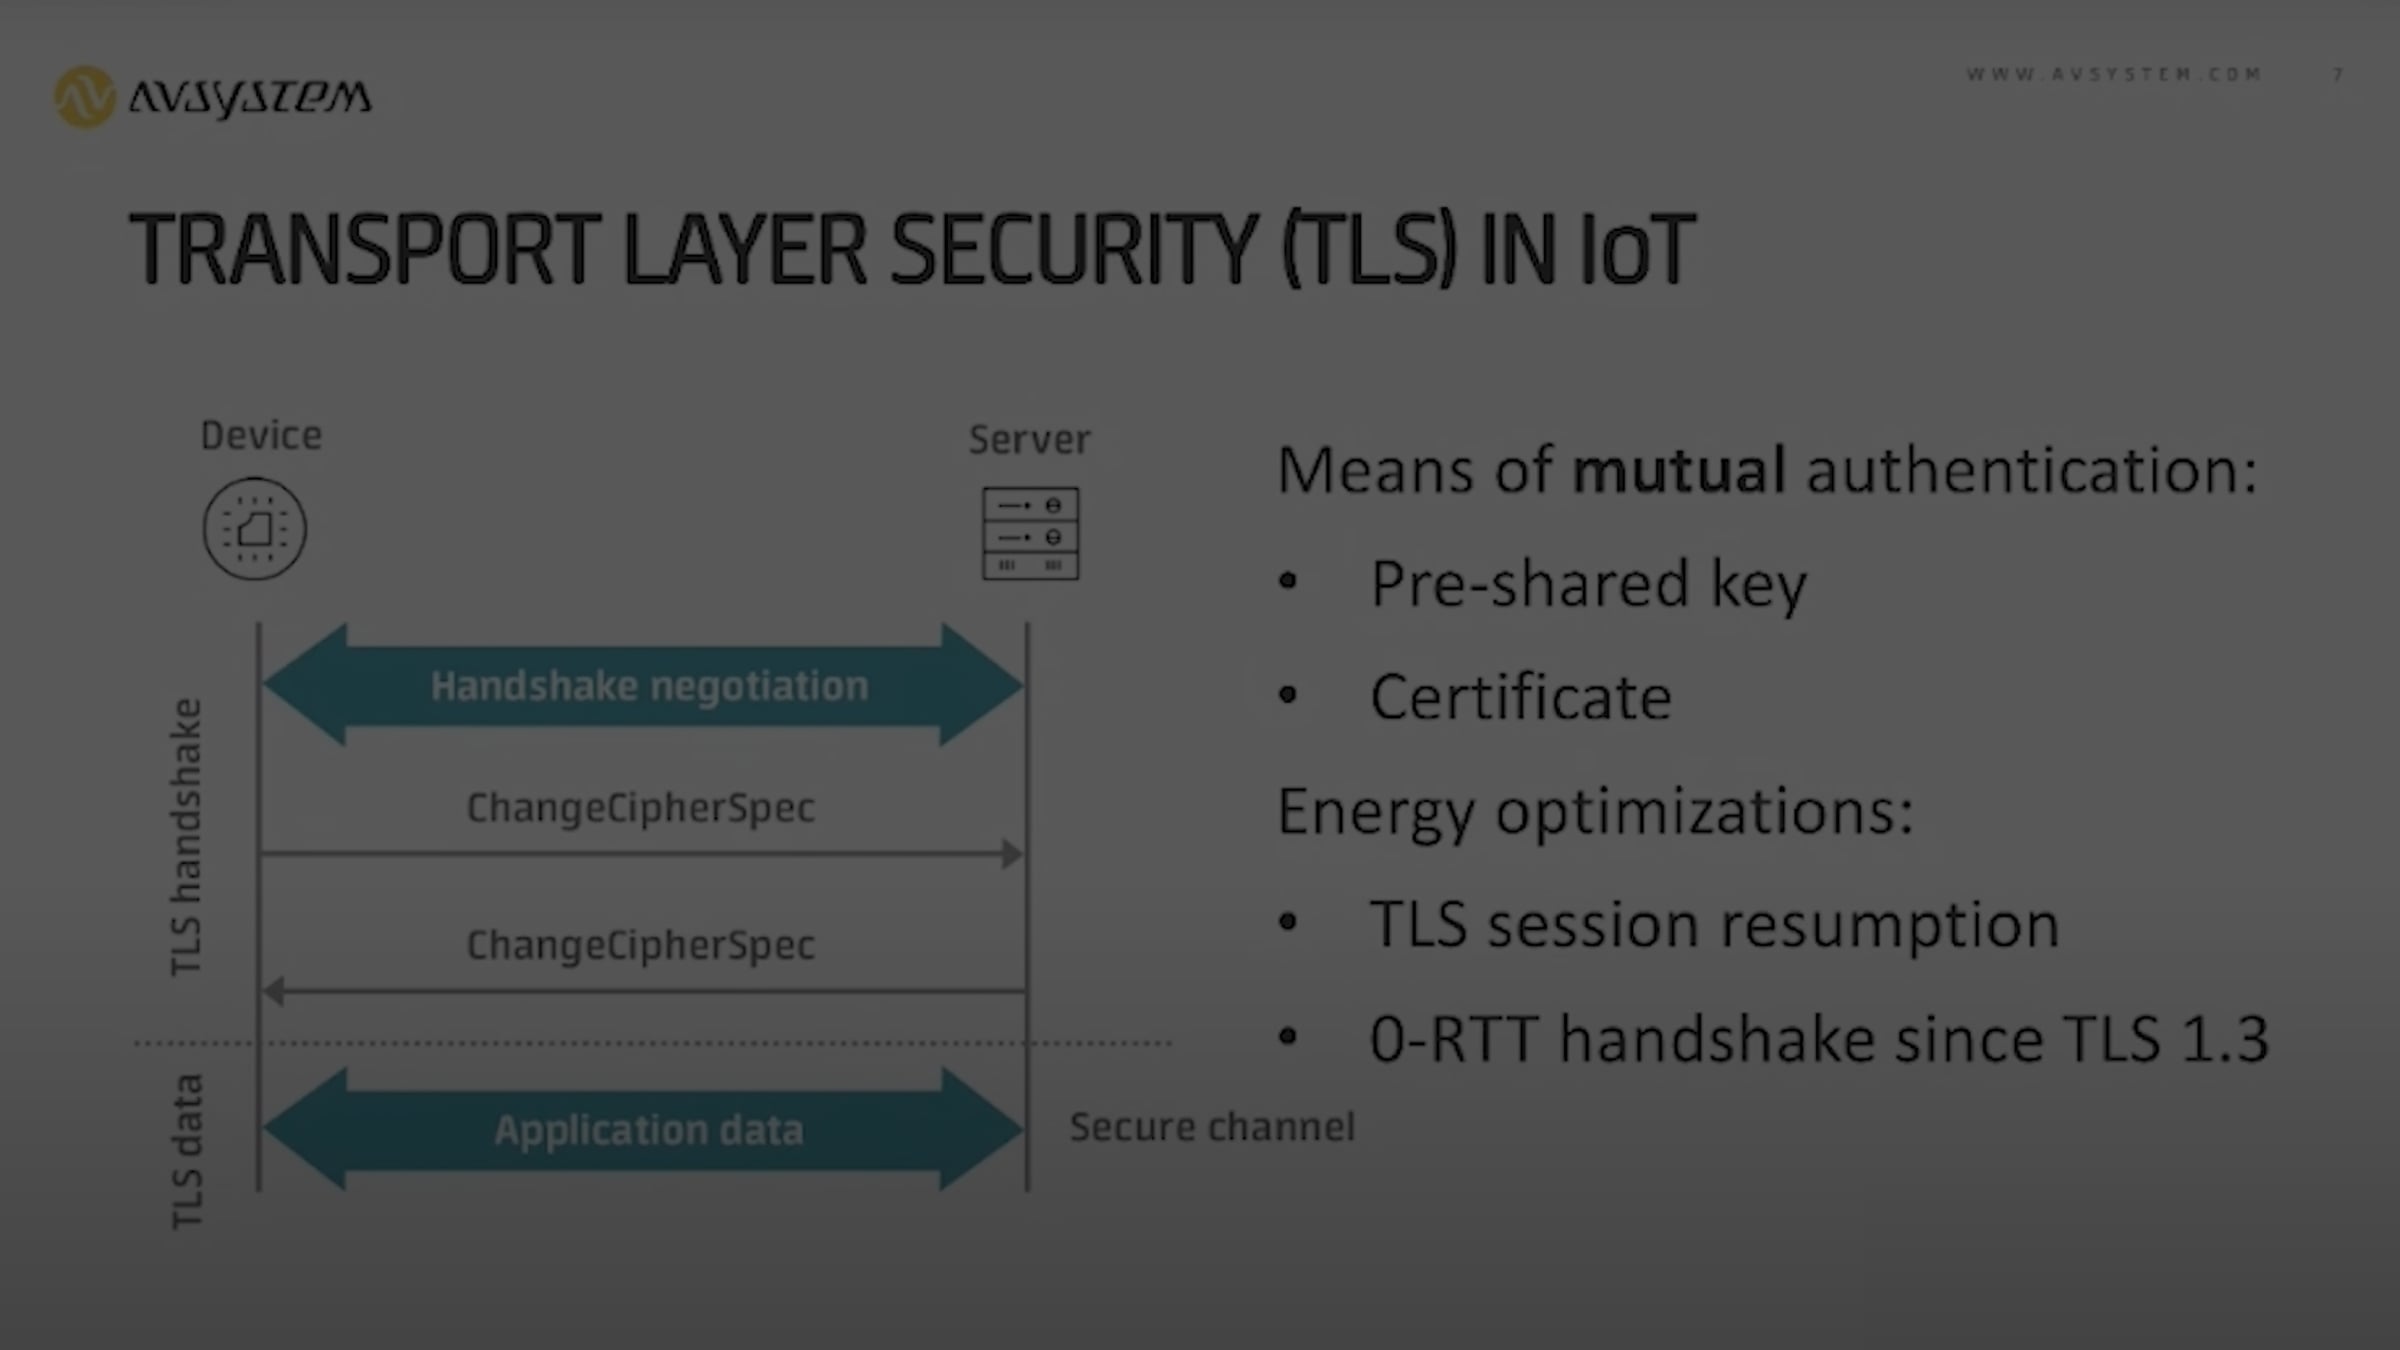 AVSYSTEM
WWW.AVSYSTEM.COM 7
TRANSPORT LAYER SECURITY (TLS) IN IoT
Device
Server
TLS handshake
Handshake negotiation
ChangeCipherSpec
ChangeCipherSpec
TLS data
Application data
Secure channel
Means of mutual authentication:
• Pre-shared key
• Certificate
Energy optimizations:
• TLS session resumption
• 0-RTT handshake since TLS 1.3